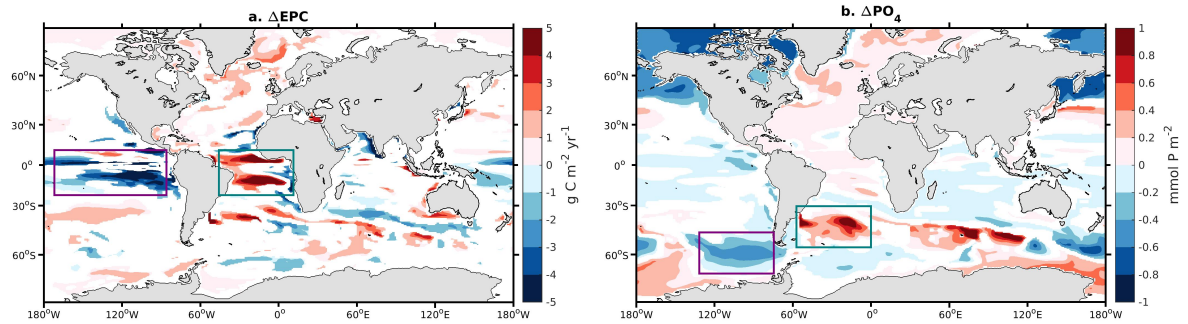 a. ΔEPC
60°N
30°N
0°
30°S
60°S
180°W 120°W 60°W 0° 60°E 120°E 180°W
5
4
3
2
1
0
-1
-2
-3
-4
-5
g C m⁻² yr⁻¹
b. ΔPO₄
60°N
30°N
0°
30°S
60°S
180°W 120°W 60°W 0° 60°E 120°E 180°W
1
0.8
0.6
0.4
0.2
0
-0.2
-0.4
-0.6
-0.8
-1
mmol P m⁻²